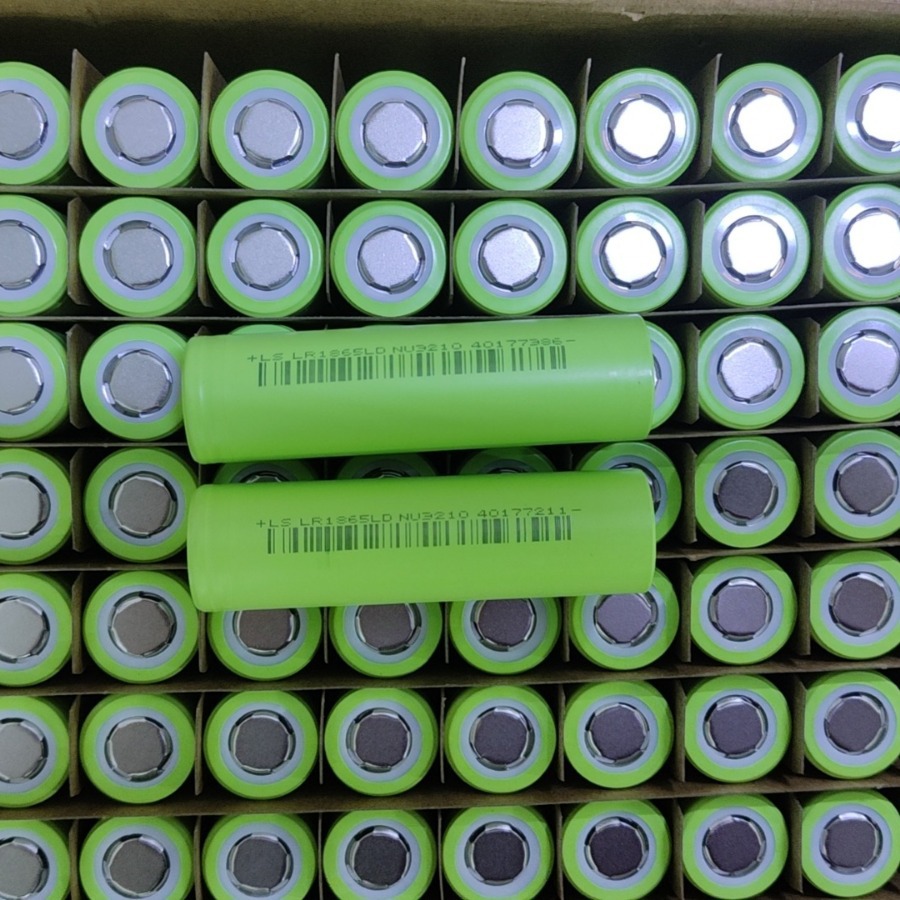 +LS LR1865LD NU3210 40177386-
+LS LR1865LD NU3210 40177211-